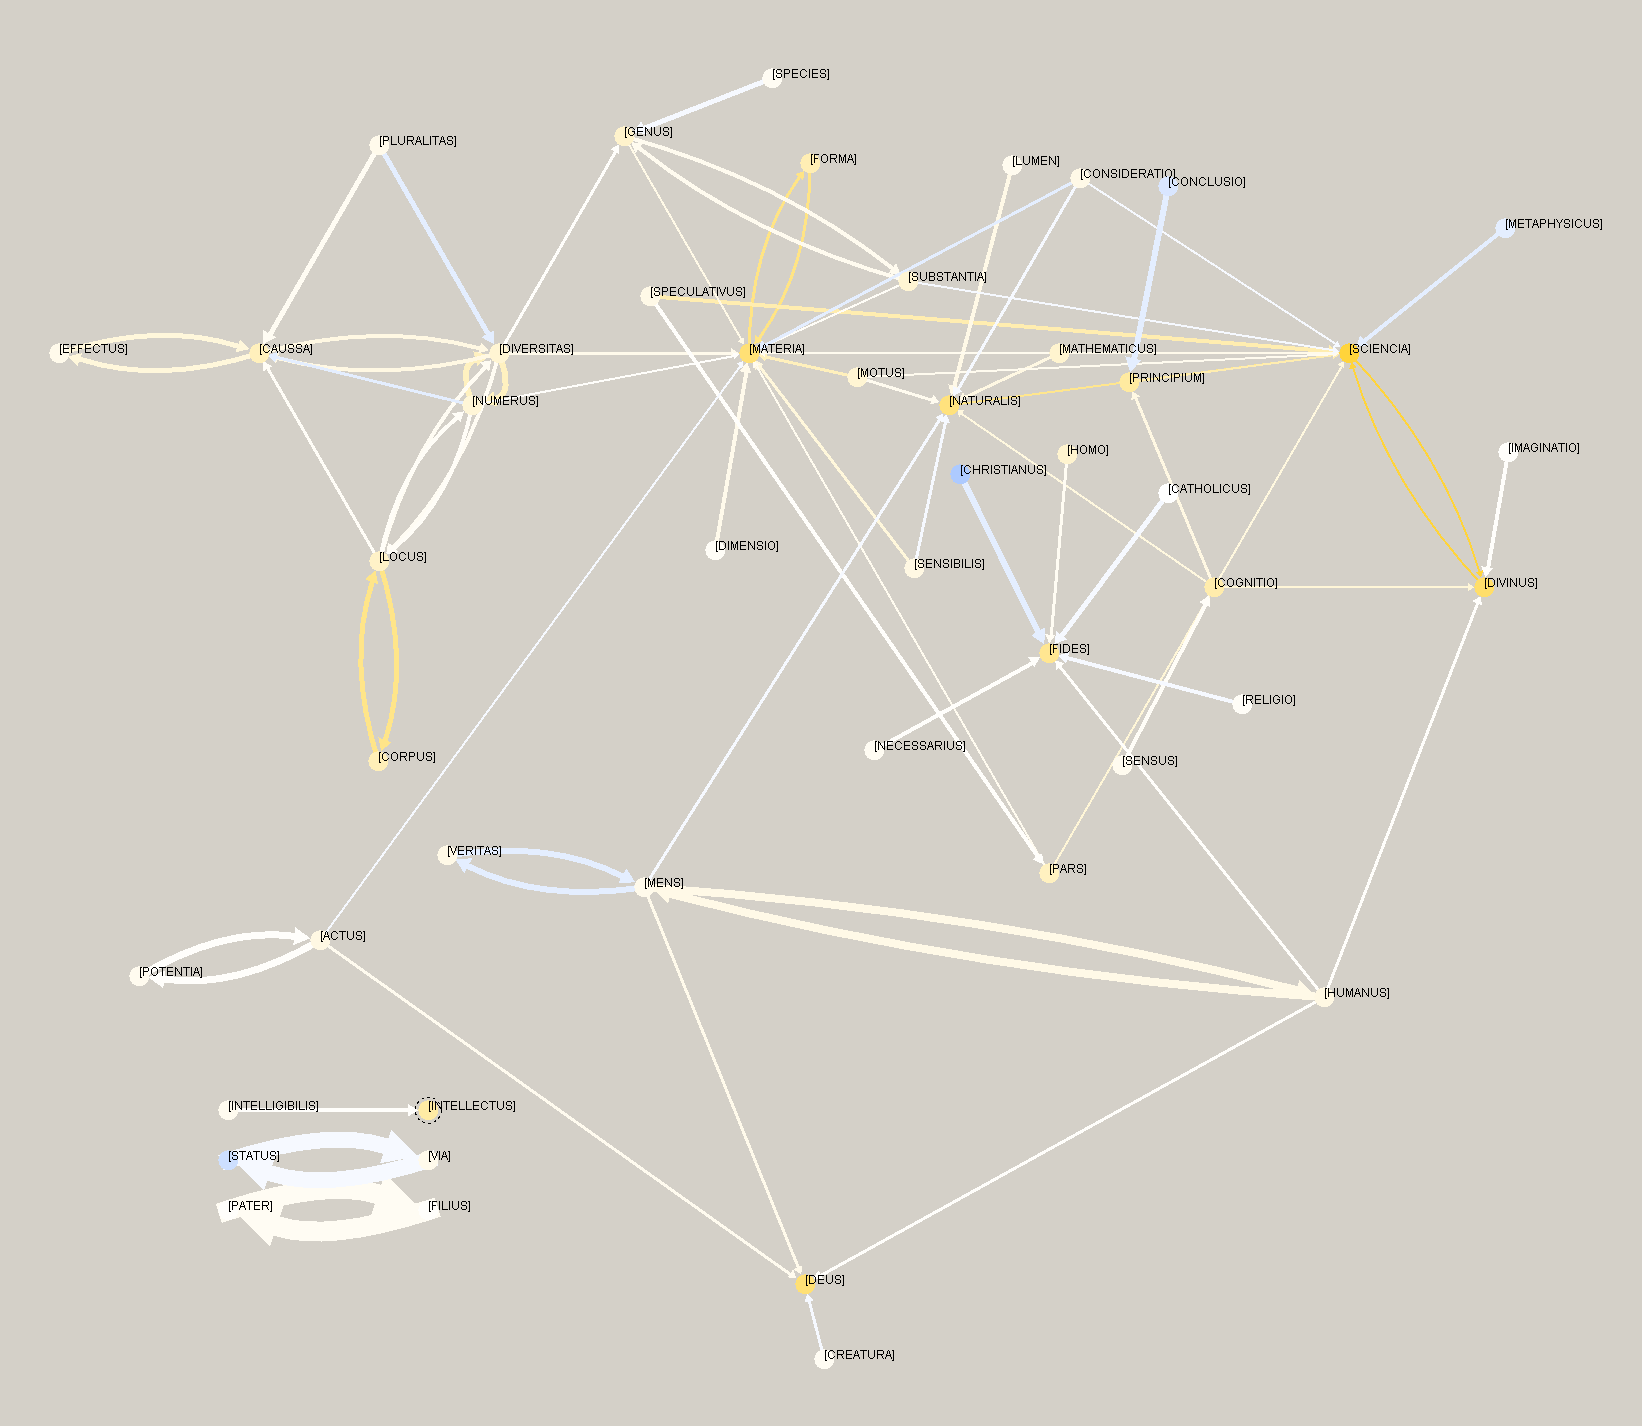 [SPECIES]
[GENUS]
[PLURALITAS]
[FORMA]
[LUMEN]
[CONSIDERATIO]
[CONCLUSIO]
[METAPHYSICUS]
[SUBSTANTIA]
[SPECULATIVUS]
[EFFECTUS]
[CAUSSA]
[DIVERSITAS]
[MATERIA]
[MATHEMATICUS]
[SCIENCIA]
[MOTUS]
[PRINCIPIUM]
[NUMERUS]
[NATURALIS]
[HOMO]
[IMAGINATIO]
[CHRISTIANUS]
[CATHOLICUS]
[DIMENSIO]
[LOCUS]
[SENSIBILIS]
[COGNITIO]
[DIVINUS]
[FIDES]
[RELIGIO]
[NECESSARIUS]
[CORPUS]
[SENSUS]
[VERITAS]
[PARS]
[MENS]
[ACTUS]
[POTENTIA]
[HUMANUS]
[INTELLIGIBILIS]
[INTELLECTUS]
[STATUS]
[VIA]
[PATER]
[FILIUS]
[DEUS]
[CREATURA]